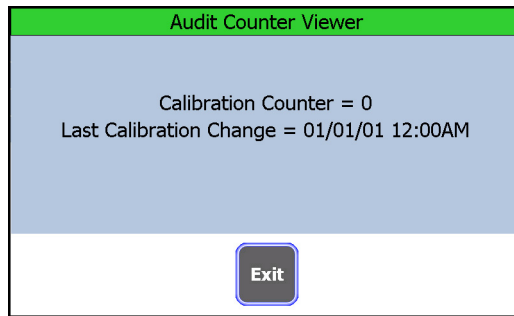 Audit Counter Viewer
Calibration Counter = 0
Last Calibration Change = 01/01/01 12:00AM
Exit